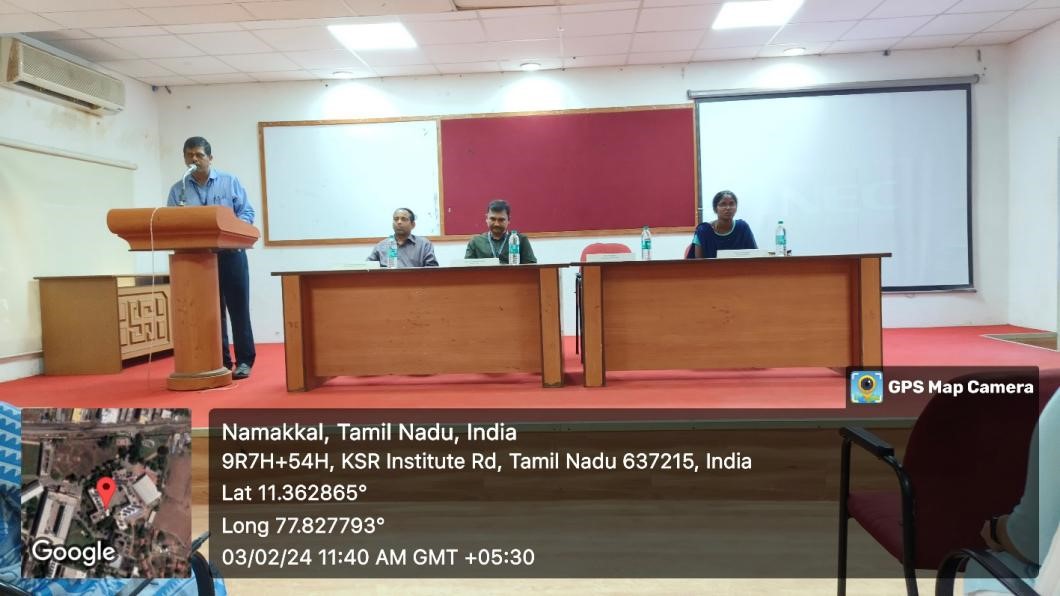 NEC
GPS Map Camera
Namakkal, Tamil Nadu, India
9R7H+54H, KSR Institute Rd, Tamil Nadu 637215, India
Lat 11.362865°
Long 77.827793°
03/02/24 11:40 AM GMT +05:30
Google